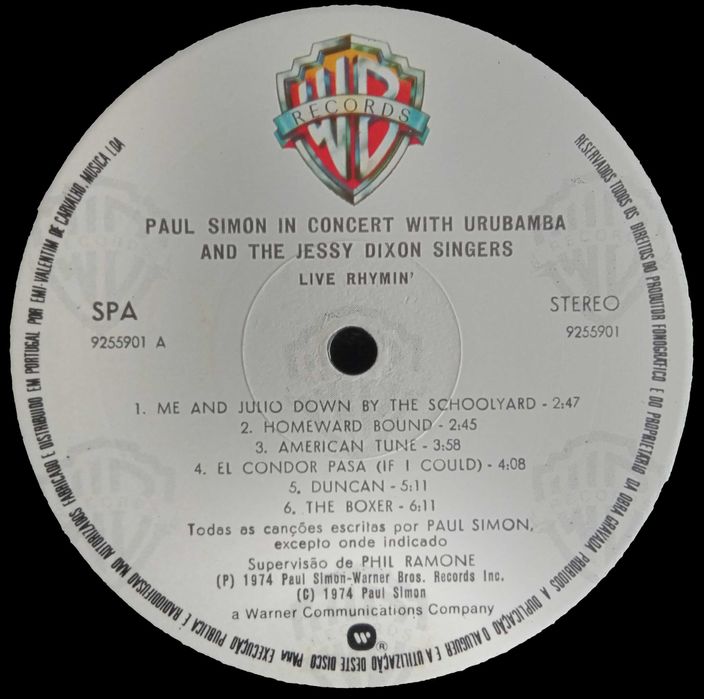 WB
RECORDS
PAUL SIMON IN CONCERT WITH URUBAMBA
AND THE JESSY DIXON SINGERS
LIVE RHYMIN'
SPA
9255901 A
STEREO
9255901
1. ME AND JULIO DOWN BY THE SCHOOLYARD - 2:47
2. HOMEWARD BOUND - 2:45
3. AMERICAN TUNE - 3:58
4. EL CONDOR PASA (IF I COULD) - 4:08
5. DUNCAN - 5:11
6. THE BOXER - 6:11
Todas as canções escritas por PAUL SIMON,
excepto onde indicado
Supervisão de PHIL RAMONE
(P) 1974 Paul Simon-Warner Bros. Records Inc.
(C) 1974 Paul Simon
a Warner Communications Company
W ®
RESERVADOS TODOS OS DIREITOS DO PRODUTOR FONOGRÁFICO E DO PROPRIETÁRIO DA OBRA GRAVADA PROIBIDOS A DUPLICAÇÃO O ALUGUER E A UTILIZAÇÃO DESTE DISCO PARA EXECUÇÃO PUBLICA E RADIODIFUSÃO NÃO AUTORIZADOS FABRICADO E DISTRIBUIDO EM PORTUGAL POR EMI-VALENTIM DE CARVALHO, MUSICA LDA